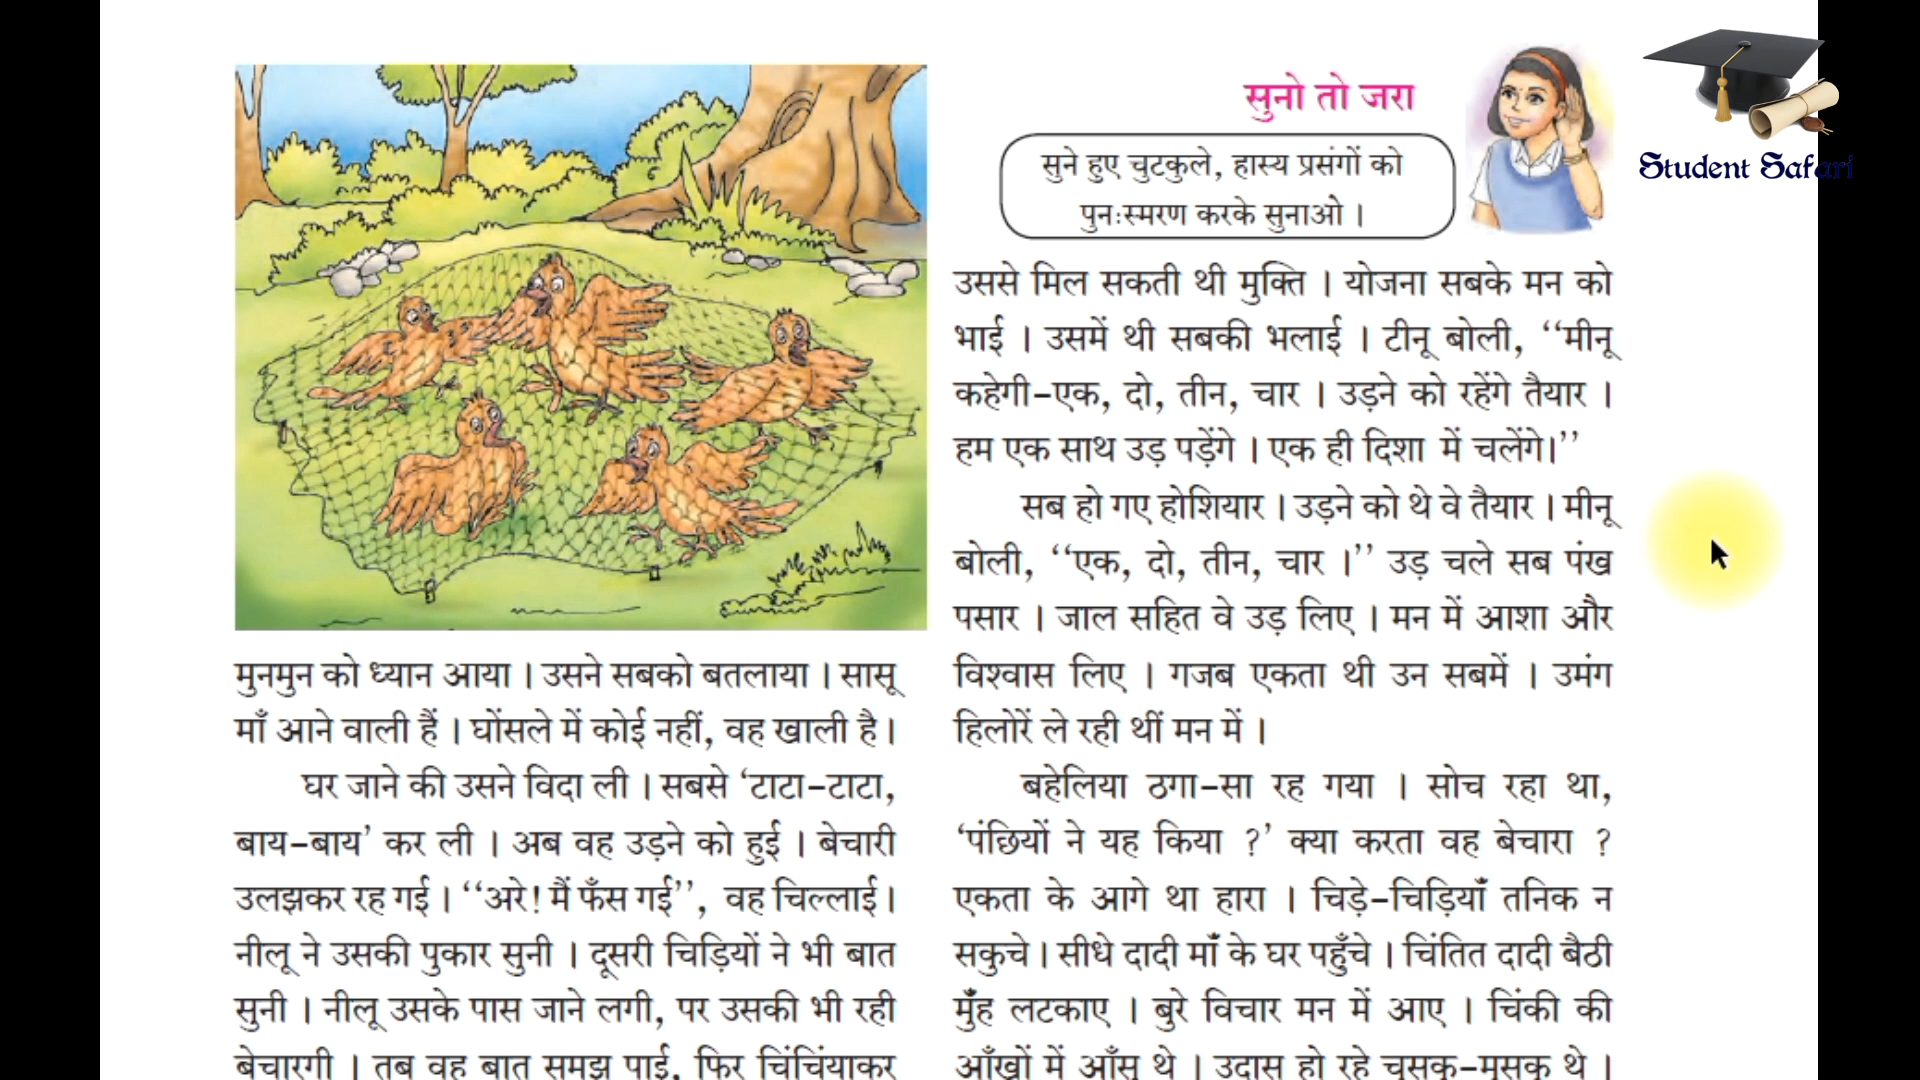 सुनो तो जरा
सुने हुए चुटकुले, हास्य प्रसंगों को
पुनःस्मरण करके सुनाओ ।
Student Safari
मुनमुन को ध्यान आया । उसने सबको बतलाया । सासू
माँ आने वाली हैं । घोंसले में कोई नहीं, वह खाली है ।
घर जाने की उसने विदा ली । सबसे ‘टाटा-टाटा,
बाय-बाय’ कर ली । अब वह उड़ने को हुई । बेचारी
उलझकर रह गई । ‘‘अरे! मैं फँस गई’’, वह चिल्लाई ।
नीलू ने उसकी पुकार सुनी । दूसरी चिड़ियों ने भी बात
सुनी । नीलू उसके पास जाने लगी, पर उसकी भी रही
बेचारगी । तब वह बात समझ पाई, फिर चिंचिंयाकर
उससे मिल सकती थी मुक्ति । योजना सबके मन को
भाई । उसमें थी सबकी भलाई । टीनू बोली, ‘‘मीनू
कहेगी-एक, दो, तीन, चार । उड़ने को रहेंगे तैयार ।
हम एक साथ उड़ पड़ेंगे । एक ही दिशा में चलेंगे।’’
सब हो गए होशियार । उड़ने को थे वे तैयार । मीनू
बोली, ‘‘एक, दो, तीन, चार ।’’ उड़ चले सब पंख
पसार । जाल सहित वे उड़ लिए । मन में आशा और
विश्वास लिए । गजब एकता थी उन सबमें । उमंग
हिलोरें ले रही थीं मन में ।
बहेलिया ठगा-सा रह गया । सोच रहा था,
‘पंछियों ने यह किया ?’ क्या करता वह बेचारा ?
एकता के आगे था हारा । चिड़े-चिड़ियाँ तनिक न
सकुचे । सीधे दादी माँ के घर पहुँचे । चिंतित दादी बैठी
मुँह लटकाए । बुरे विचार मन में आए । चिंकी की
आँखों में आँसू थे । उदास हो रहे चुसकू-मुसकू थे ।